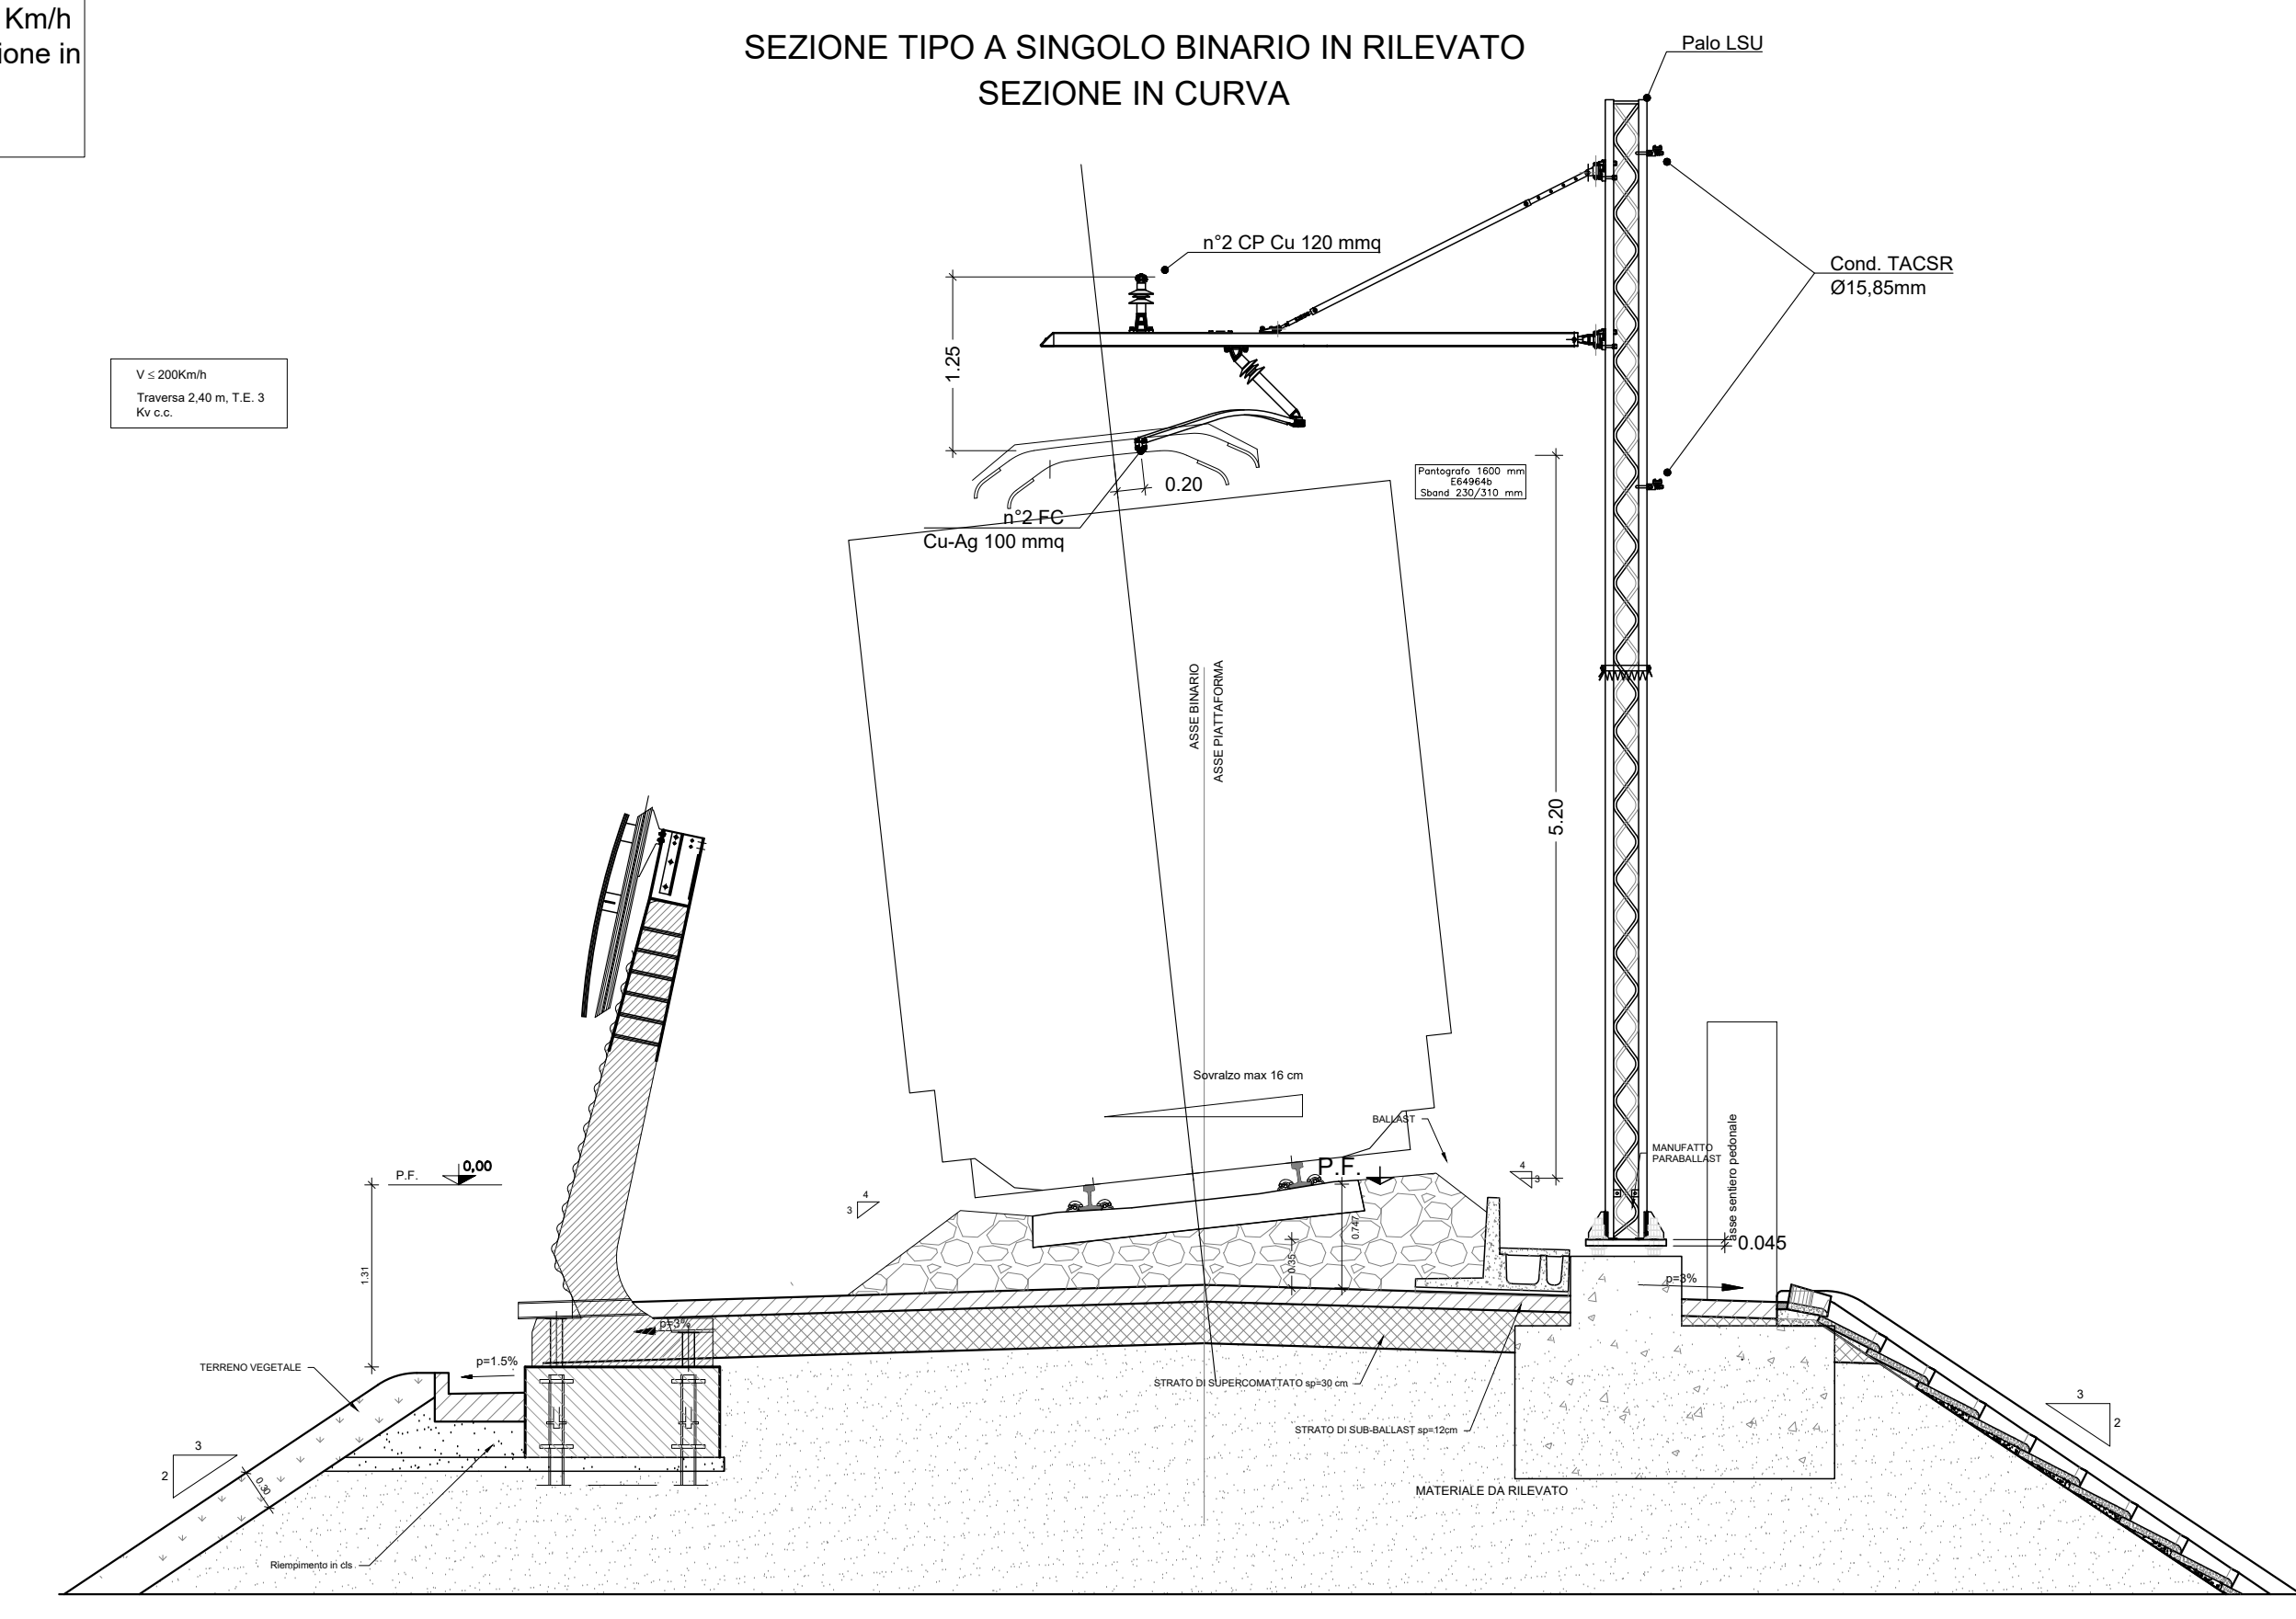 Km/h
ione in
SEZIONE TIPO A SINGOLO BINARIO IN RILEVATO
SEZIONE IN CURVA
Palo LSU
n°2 CP Cu 120 mmq
Cond. TACSR
Ø15,85mm
1.25
V ≤ 200Km/h
Traversa 2,40 m, T.E. 3
Kv c.c.
0.20
Pantografo 1600 mm
E64964b
Sband 230/310 mm
n°2 FC
Cu-Ag 100 mmq
ASSE BINARIO
ASSE PIATTAFORMA
5.20
Sovralzo max 16 cm
BALLAST
asse sentiero pedonale
MANUFATTO
PARABALLAST
P.F.
0,00
P.F.
4
3
4
3
0.747
0.35
1.31
0.045
p=3%
p=3%
p=1.5%
TERRENO VEGETALE
STRATO DI SUPERCOMATTATO sp=30 cm
STRATO DI SUB-BALLAST sp=12cm
3
2
3
2
0.30
MATERIALE DA RILEVATO
Riempimento in cls